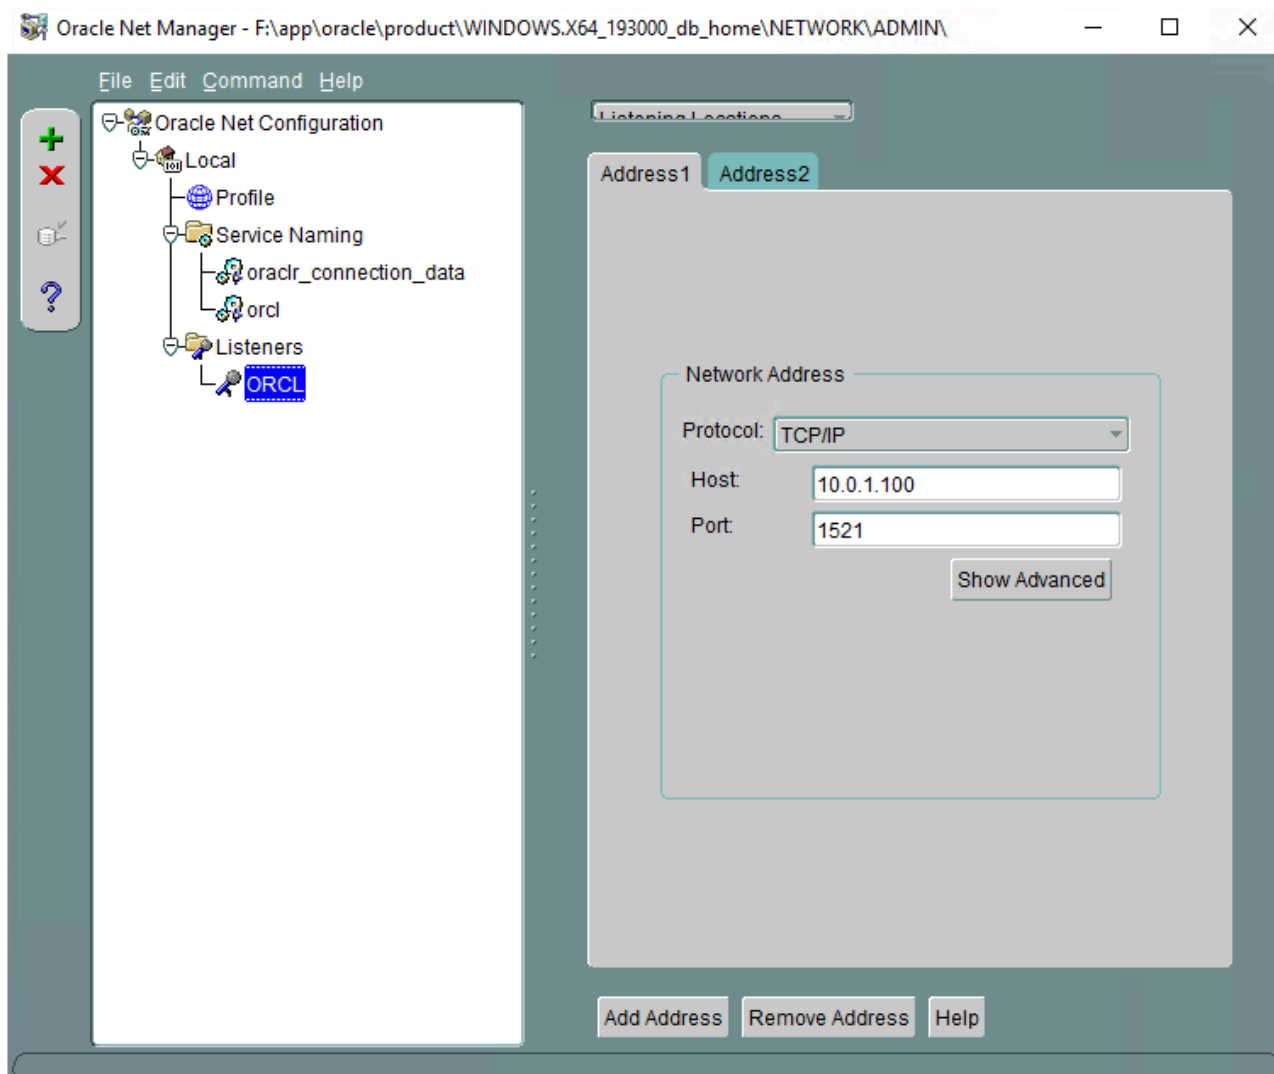 Oracle Net Manager - F:\app\oracle\product\WINDOWS.X64_193000_db_home\NETWORK\ADMIN\
File Edit Command Help
Oracle Net Configuration
Local
Profile
Service Naming
oraclr_connection_data
orcl
Listeners
ORCL
Listening Locations
Address1 Address2
Network Address
Protocol: TCP/IP
Host: 10.0.1.100
Port: 1521
Show Advanced
Add Address Remove Address Help